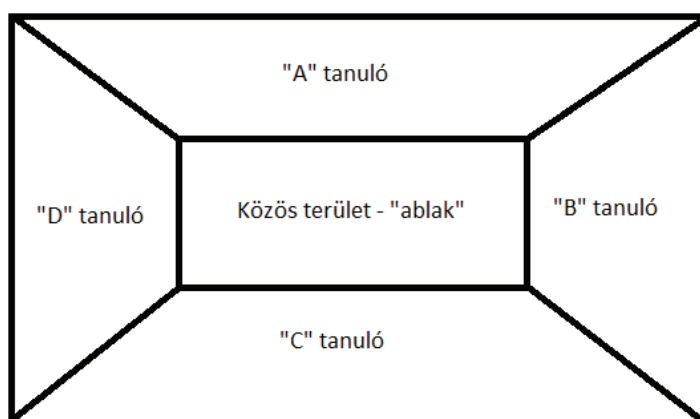 "A" tanuló
"D" tanuló
Közös terület - "ablak"
"B" tanuló
"C" tanuló